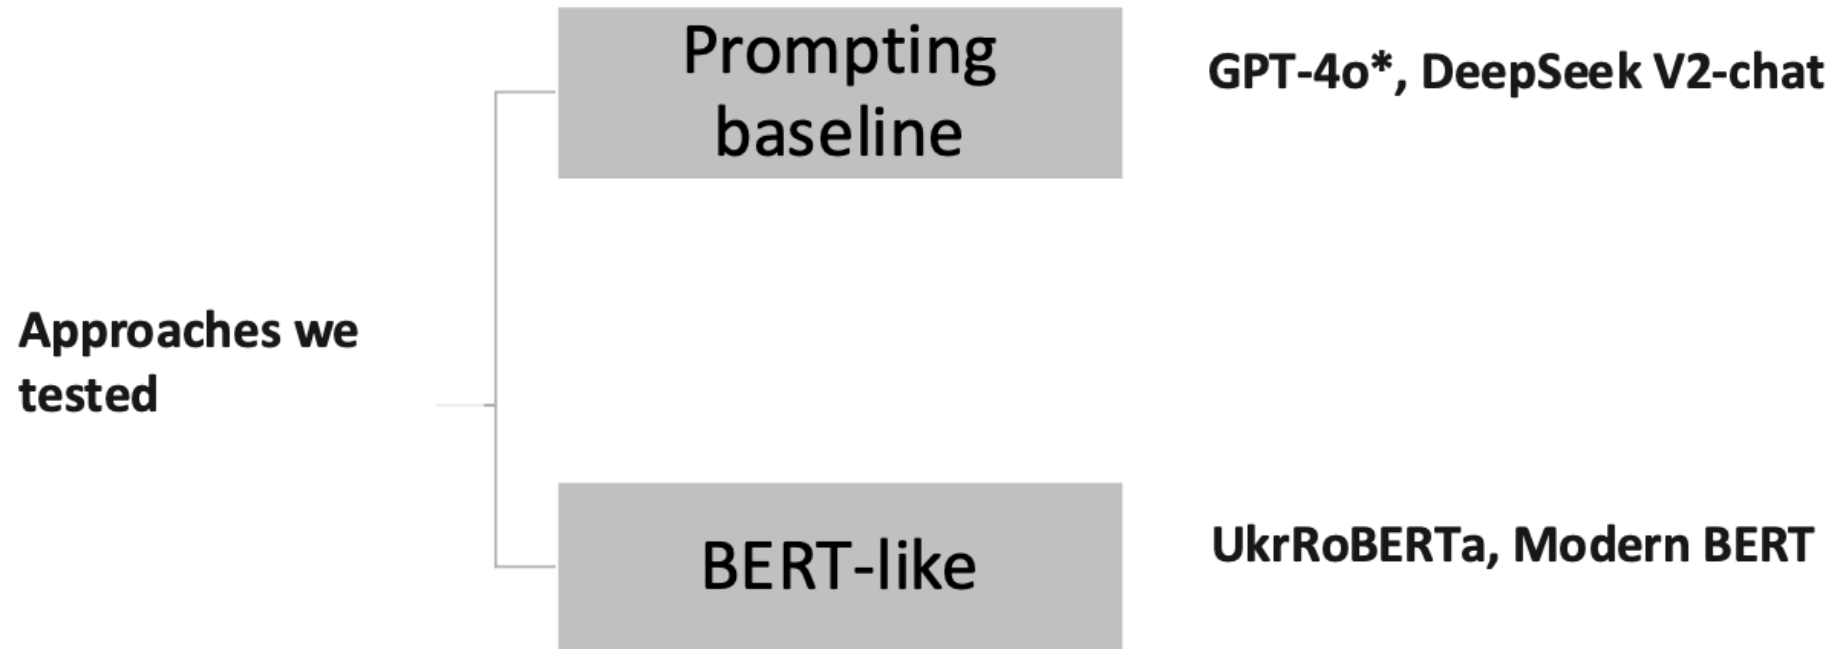 Prompting
baseline
GPT-4o*, DeepSeek V2-chat
Approaches we
tested
BERT-like
UkrRoBERTa, Modern BERT